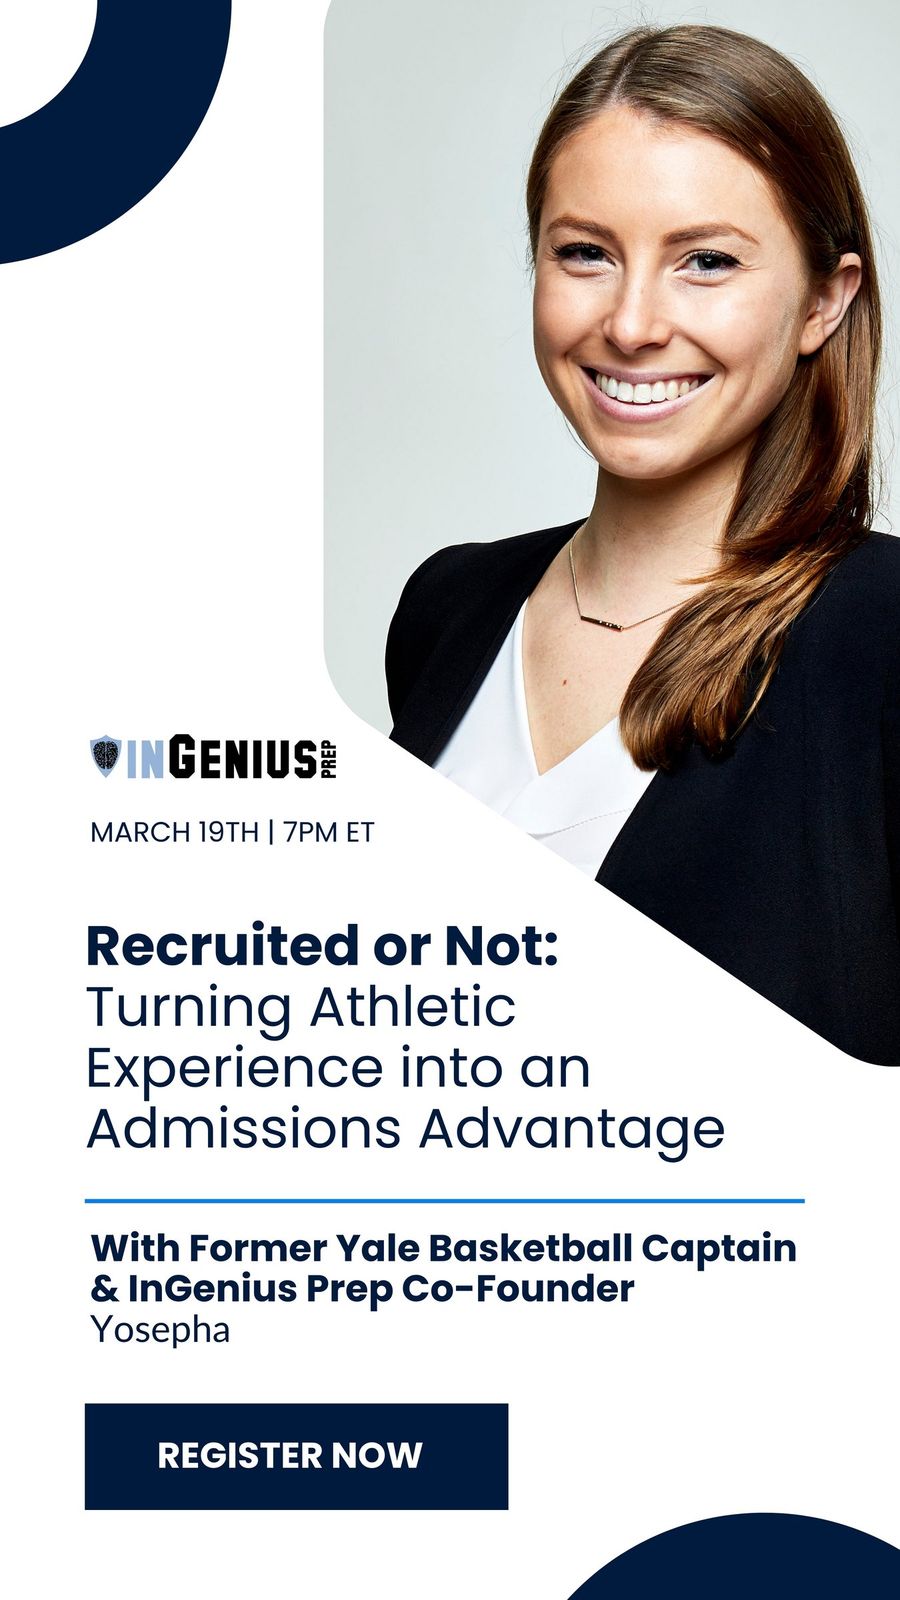 INGENIUS PREP
MARCH 19TH | 7PM ET
Recruited or Not:
Turning Athletic
Experience into an
Admissions Advantage
With Former Yale Basketball Captain
& InGenius Prep Co-Founder
Yosepha
REGISTER NOW